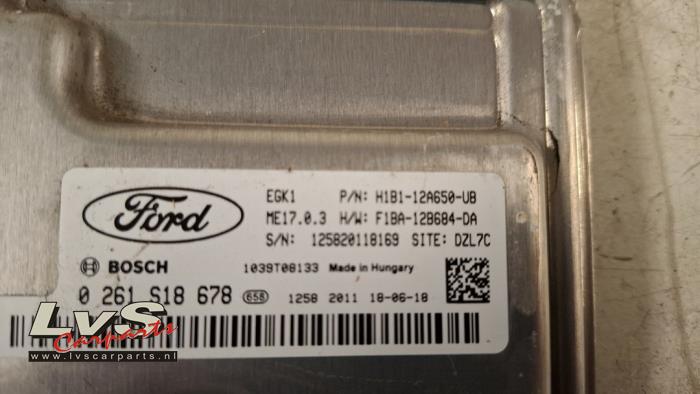 Ford
EGK1 P/N: H1B1-12A650-UB
ME17.0.3 H/W: F1BA-12B684-DA
S/N: 125820118169 SITE: DZL7C
BOSCH 1039T08133 Made in Hungary
0 261 S18 678 658 1258 2011 18-06-18
LvS
Carparts
www.lvscarparts.nl